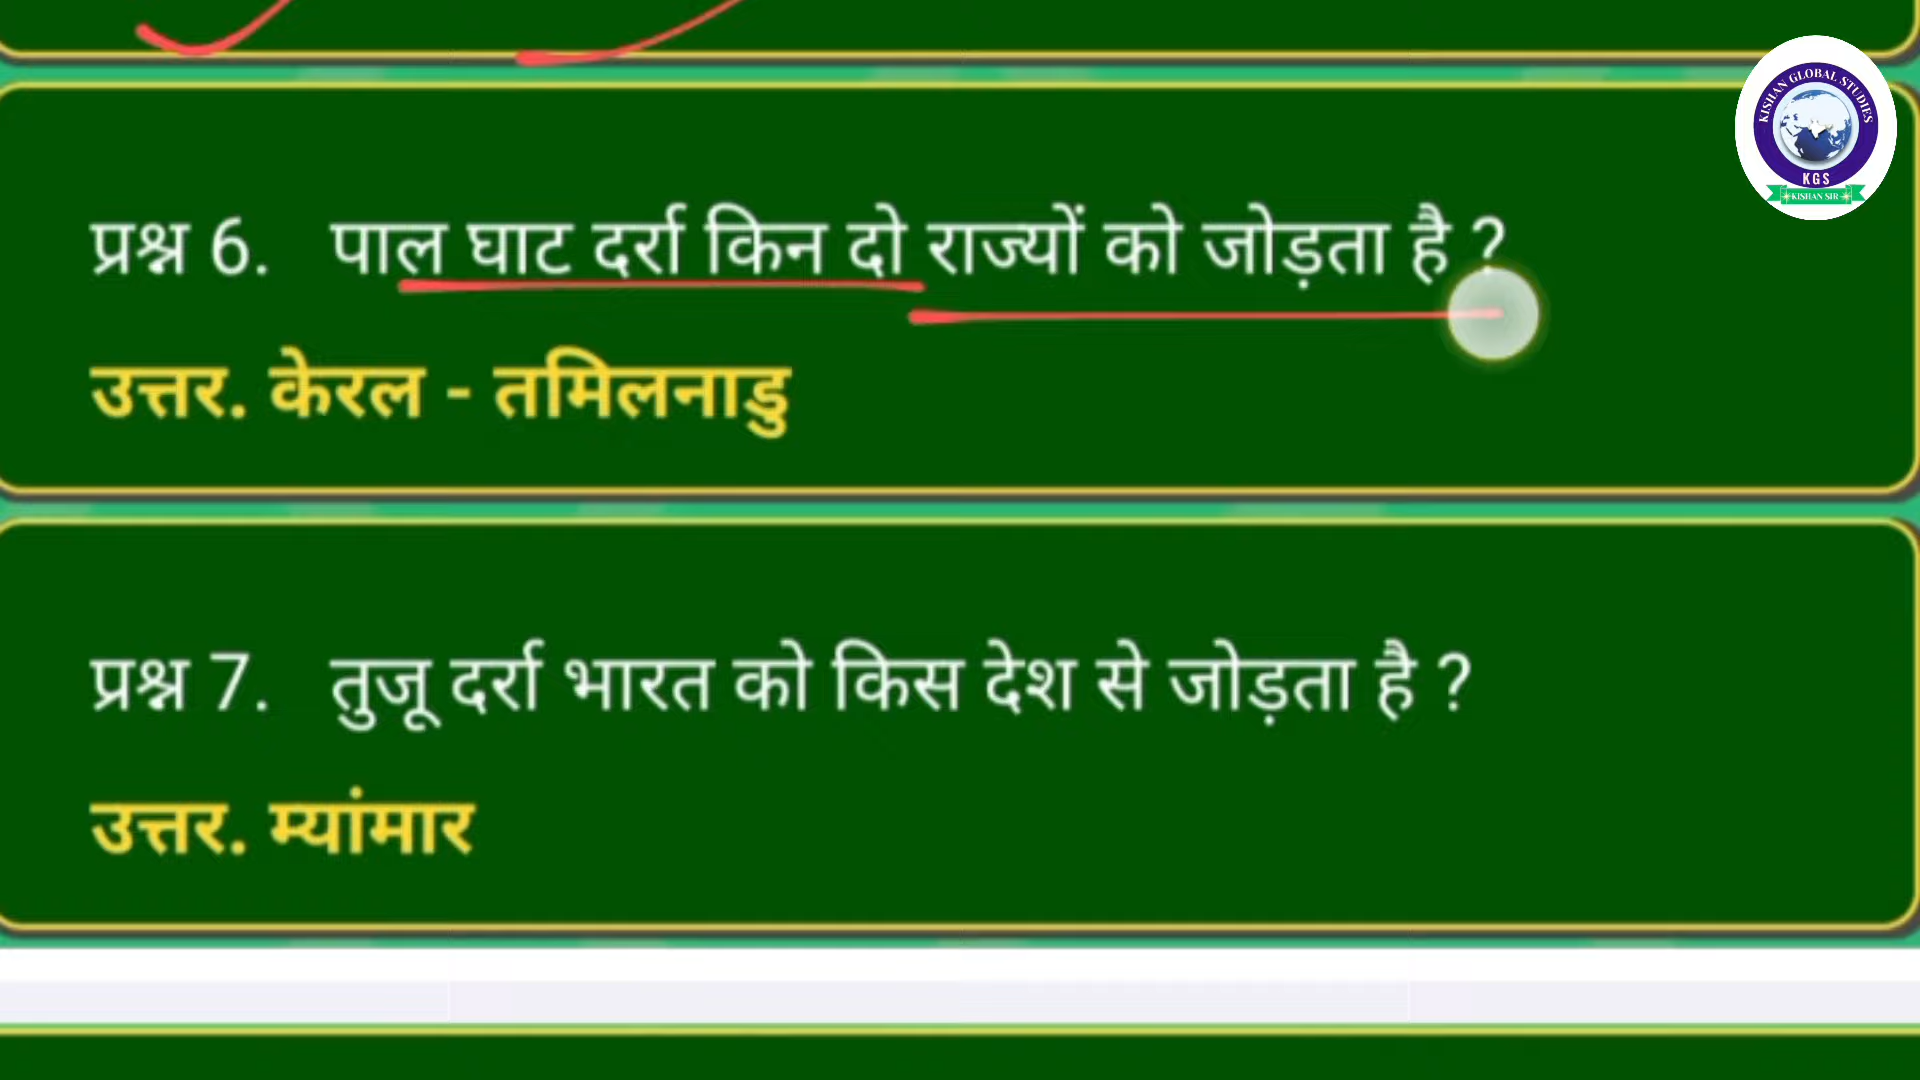 KISHAN GLOBAL STUDIES
KGS
KISHAN SIR
प्रश्न 6. पाल घाट दर्रा किन दो राज्यों को जोड़ता है ?
उत्तर. केरल - तमिलनाडु
प्रश्न 7. तुजू दर्रा भारत को किस देश से जोड़ता है ?
उत्तर. म्यांमार